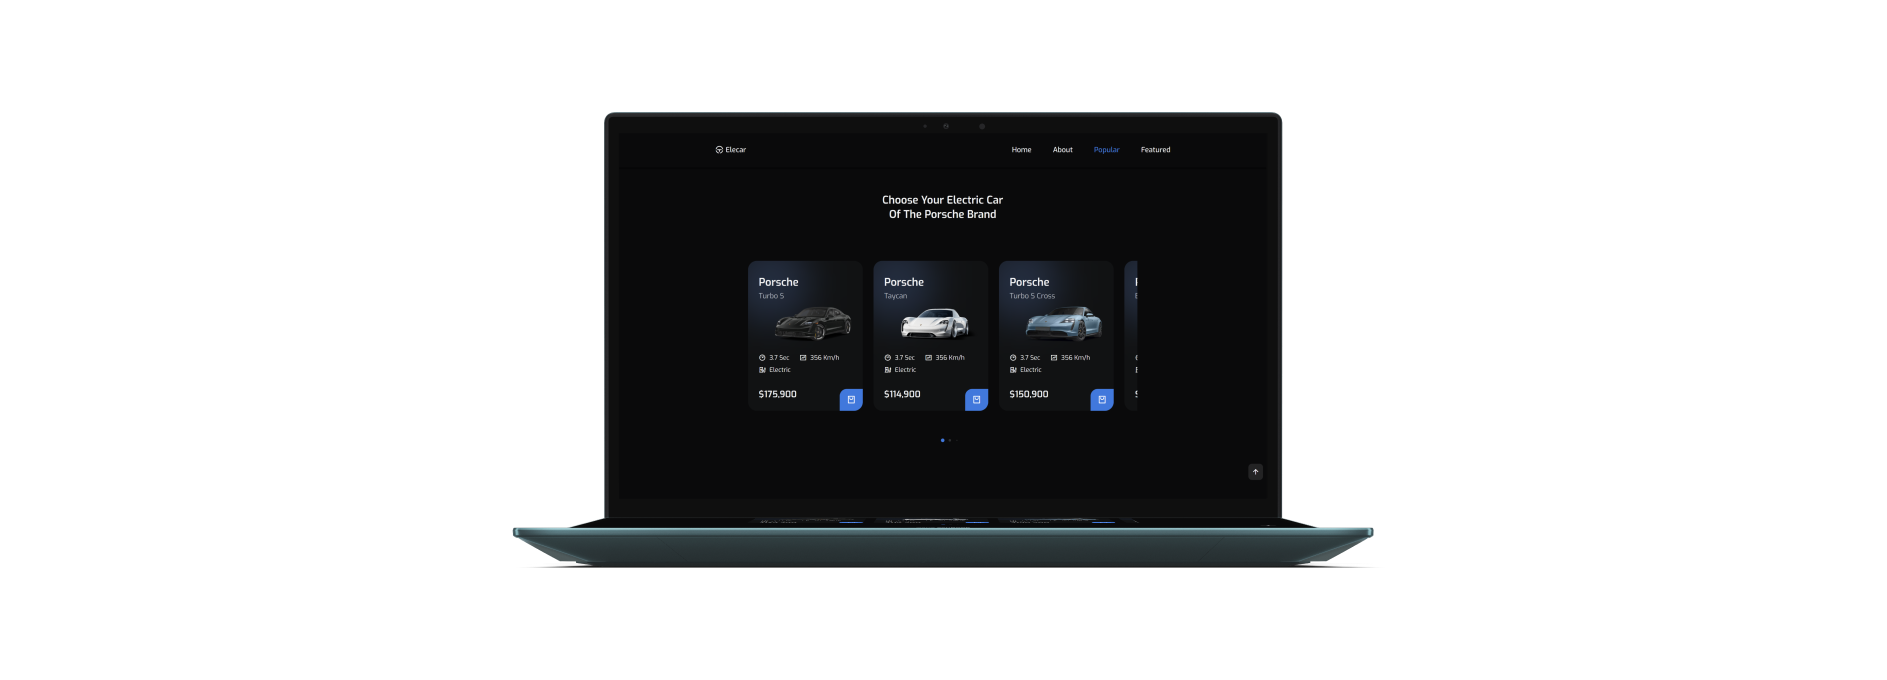 Elecar
Home About Popular Featured
Choose Your Electric Car
Of The Porsche Brand
Porsche
Turbo S
3.7 Sec 356 Km/h
Electric
$175,900
Porsche
Taycan
3.7 Sec 356 Km/h
Electric
$114,900
Porsche
Turbo S Cross
3.7 Sec 356 Km/h
Electric
$150,900